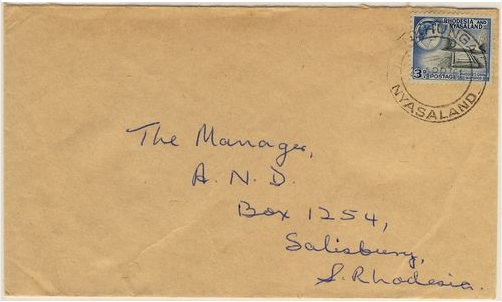 RHODESIA AND
NYASALAND
3d POSTAGE
NYASALAND.
The Manager,
A. N. D.
Box 1254,
Salisbury,
S. Rhodesia.